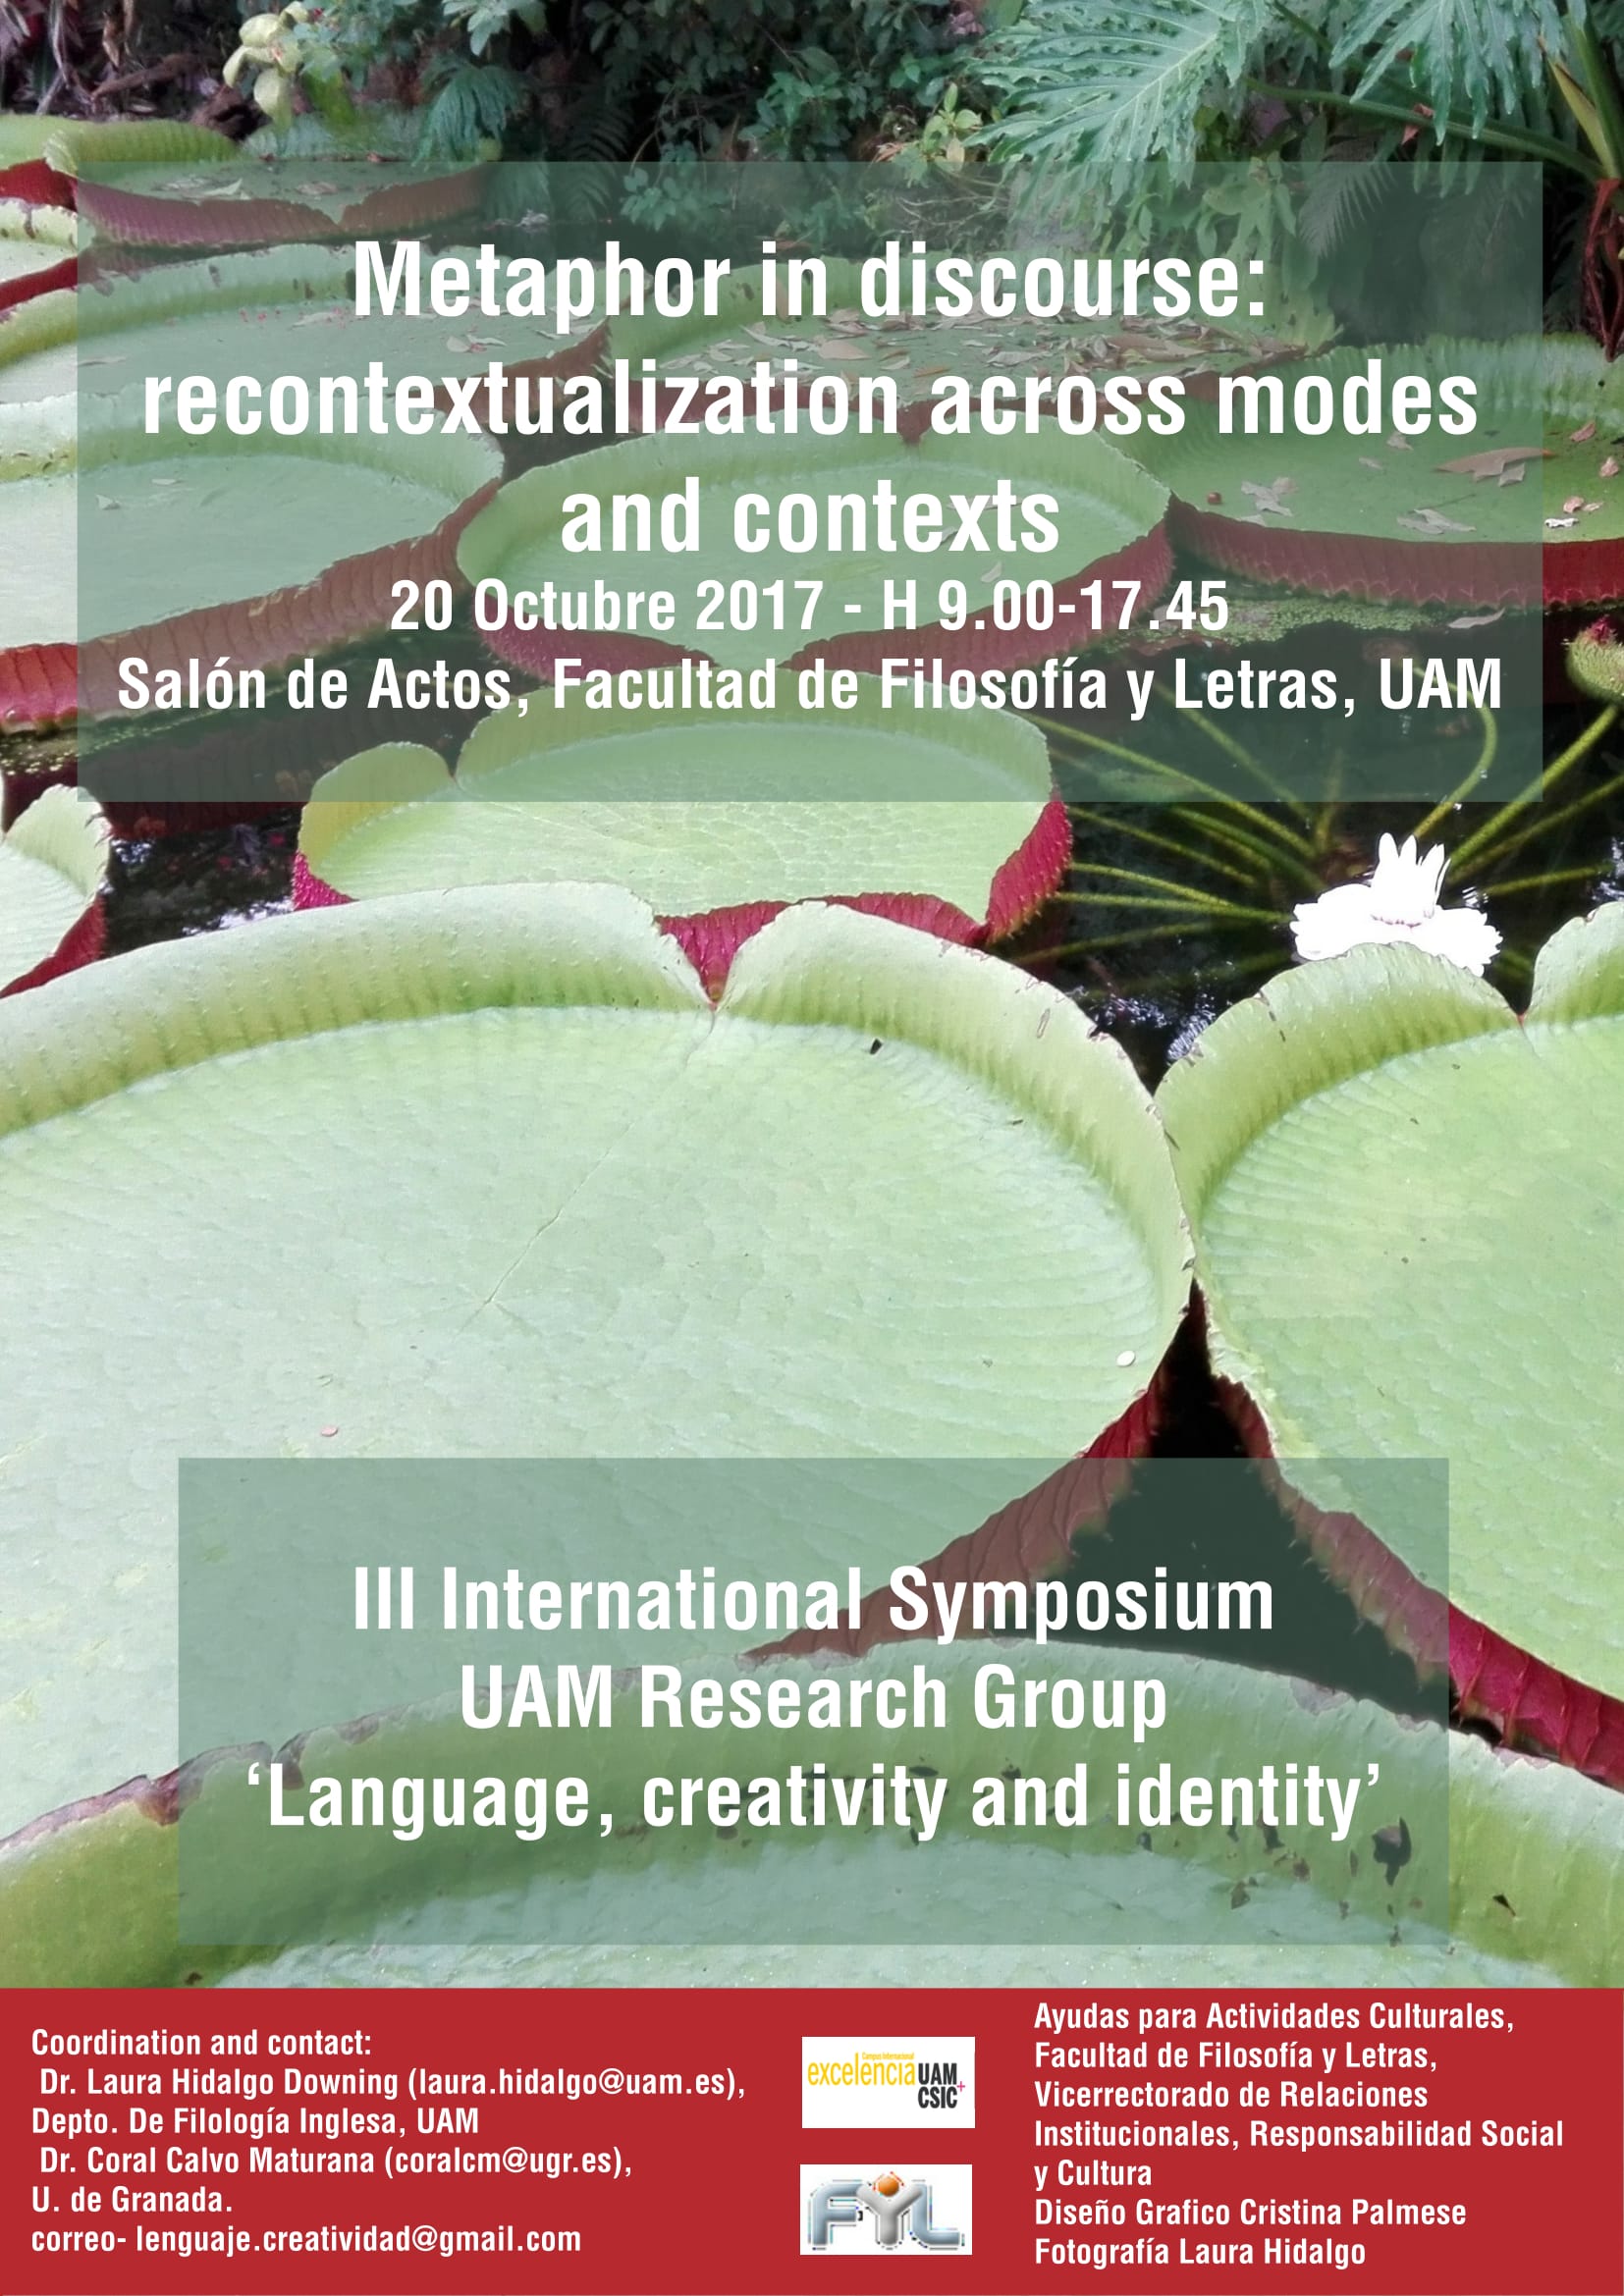 Metaphor in discourse:
recontextualization across modes
and contexts
20 Octubre 2017 - H 9.00-17.45
Salón de Actos, Facultad de Filosofía y Letras, UAM
III International Symposium
UAM Research Group
‘Language, creativity and identity’
Coordination and contact:
Dr. Laura Hidalgo Downing (laura.hidalgo@uam.es),
Depto. De Filología Inglesa, UAM
Dr. Coral Calvo Maturana (coralcm@ugr.es),
U. de Granada.
correo- lenguaje.creatividad@gmail.com
Campus Internacional
excelencia UAM
CSIC+
FYL
Ayudas para Actividades Culturales,
Facultad de Filosofía y Letras,
Vicerrectorado de Relaciones
Institucionales, Responsabilidad Social
y Cultura
Diseño Grafico Cristina Palmese
Fotografía Laura Hidalgo